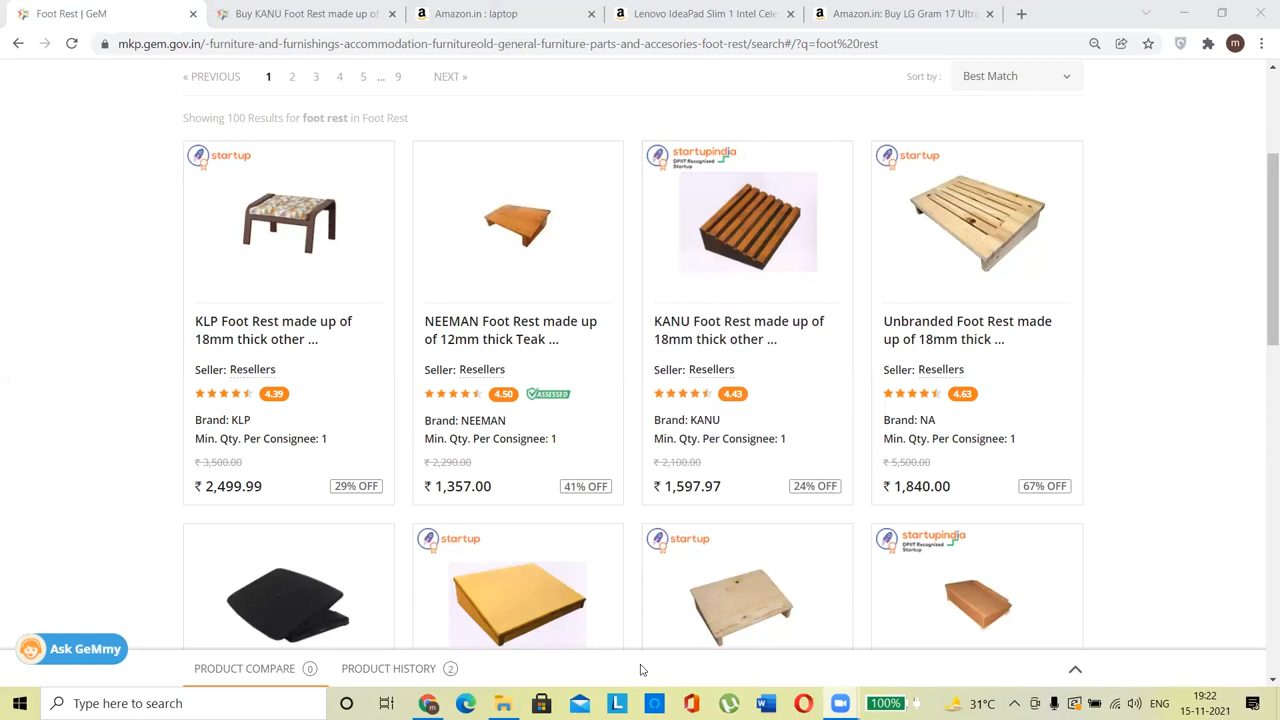 Foot Rest | GeM
Buy KANU Foot Rest made up of
Amazon.in : laptop
Lenovo IdeaPad Slim 1 Intel Cele
Amazon.in: Buy LG Gram 17 Ultra
mkp.gem.gov.in/-furniture-and-furnishings-accommodation-furnitureold-general-furniture-parts-and-accesories-foot-rest/search#/?q=foot%20rest
m
« PREVIOUS 1 2 3 4 5 ... 9 NEXT »
Sort by : Best Match
Showing 100 Results for foot rest in Foot Rest
startup
startupindia
DPIIT Recognized
Startup
startup
KLP Foot Rest made up of
18mm thick other ...
Seller: Resellers
4.39
Brand: KLP
Min. Qty. Per Consignee: 1
₹ 3,500.00
₹ 2,499.99 29% OFF
NEEMAN Foot Rest made up
of 12mm thick Teak ...
Seller: Resellers
4.50 ASSESSED
Brand: NEEMAN
Min. Qty. Per Consignee: 1
₹ 2,290.00
₹ 1,357.00 41% OFF
KANU Foot Rest made up of
18mm thick other ...
Seller: Resellers
4.43
Brand: KANU
Min. Qty. Per Consignee: 1
₹ 2,100.00
₹ 1,597.97 24% OFF
Unbranded Foot Rest made
up of 18mm thick ...
Seller: Resellers
4.63
Brand: NA
Min. Qty. Per Consignee: 1
₹ 5,500.00
₹ 1,840.00 67% OFF
startup
startup
startupindia
DPIIT Recognized
Startup
Ask GeMmy
PRODUCT COMPARE 0 PRODUCT HISTORY 2
Type here to search
100%
31°C
ENG
19:22
15-11-2021